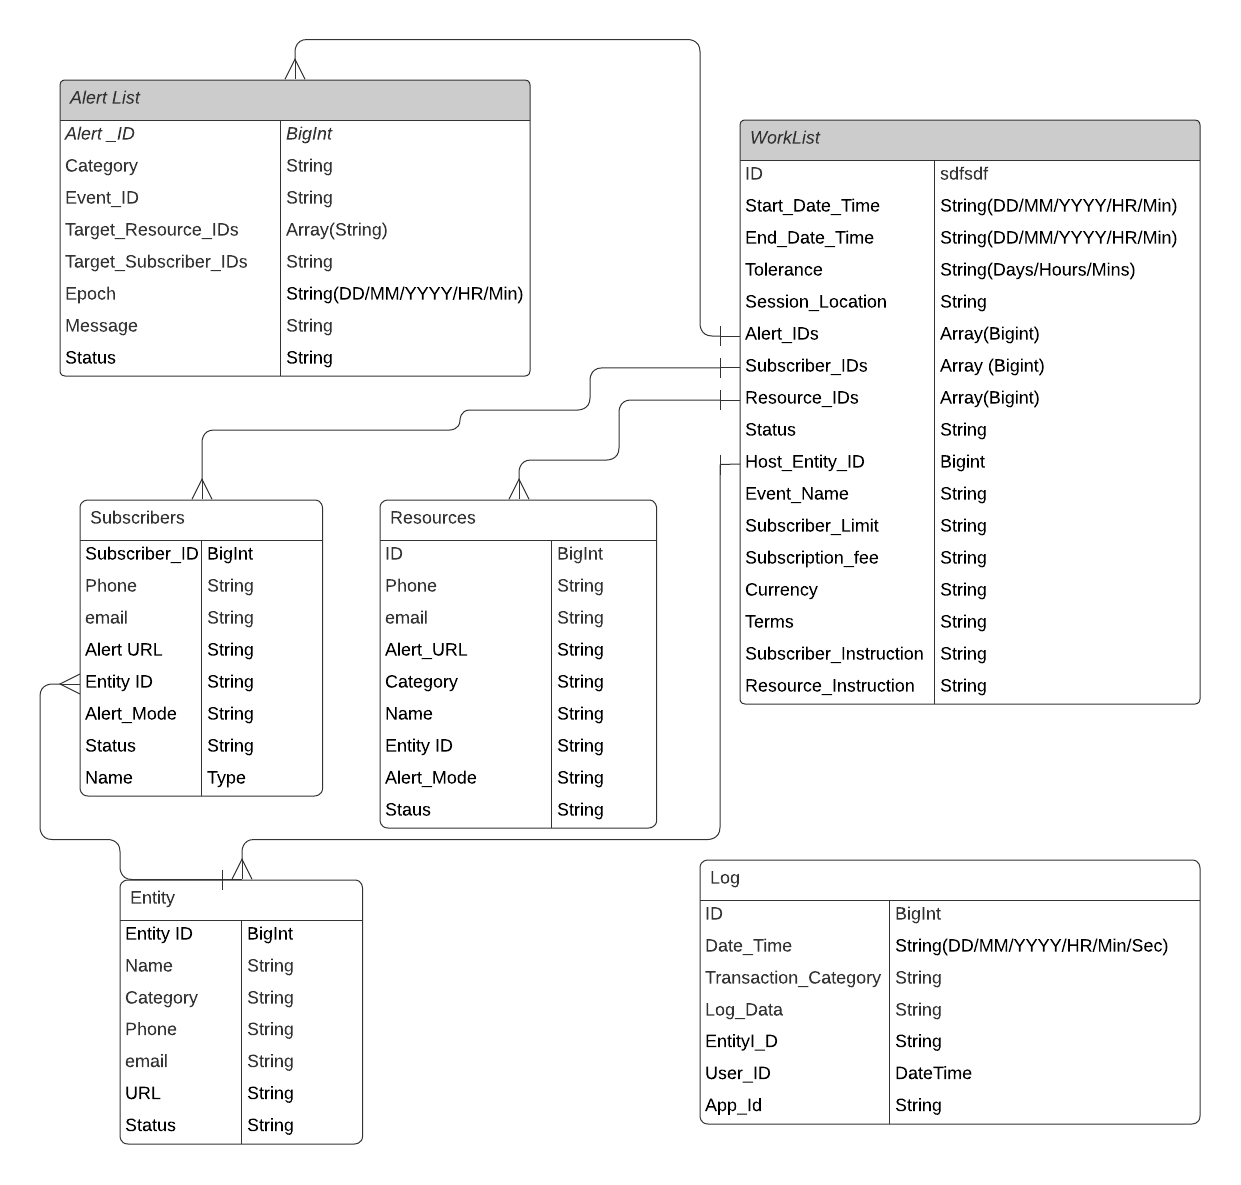 Alert List
Alert _ID BigInt
Category String
Event_ID String
Target_Resource_IDs Array(String)
Target_Subscriber_IDs String
Epoch String(DD/MM/YYYY/HR/Min)
Message String
Status String
WorkList
ID sdfsdf
Start_Date_Time String(DD/MM/YYYY/HR/Min)
End_Date_Time String(DD/MM/YYYY/HR/Min)
Tolerance String(Days/Hours/Mins)
Session_Location String
Alert_IDs Array(Bigint)
Subscriber_IDs Array (Bigint)
Resource_IDs Array(Bigint)
Status String
Host_Entity_ID Bigint
Event_Name String
Subscriber_Limit String
Subscription_fee String
Currency String
Terms String
Subscriber_Instruction String
Resource_Instruction String
Subscribers
Subscriber_ID BigInt
Phone String
email String
Alert URL String
Entity ID String
Alert_Mode String
Status String
Name Type
Resources
ID BigInt
Phone String
email String
Alert_URL String
Category String
Name String
Entity ID String
Alert_Mode String
Staus String
Entity
Entity ID BigInt
Name String
Category String
Phone String
email String
URL String
Status String
Log
ID BigInt
Date_Time String(DD/MM/YYYY/HR/Min/Sec)
Transaction_Category String
Log_Data String
EntityI_D String
User_ID DateTime
App_Id String